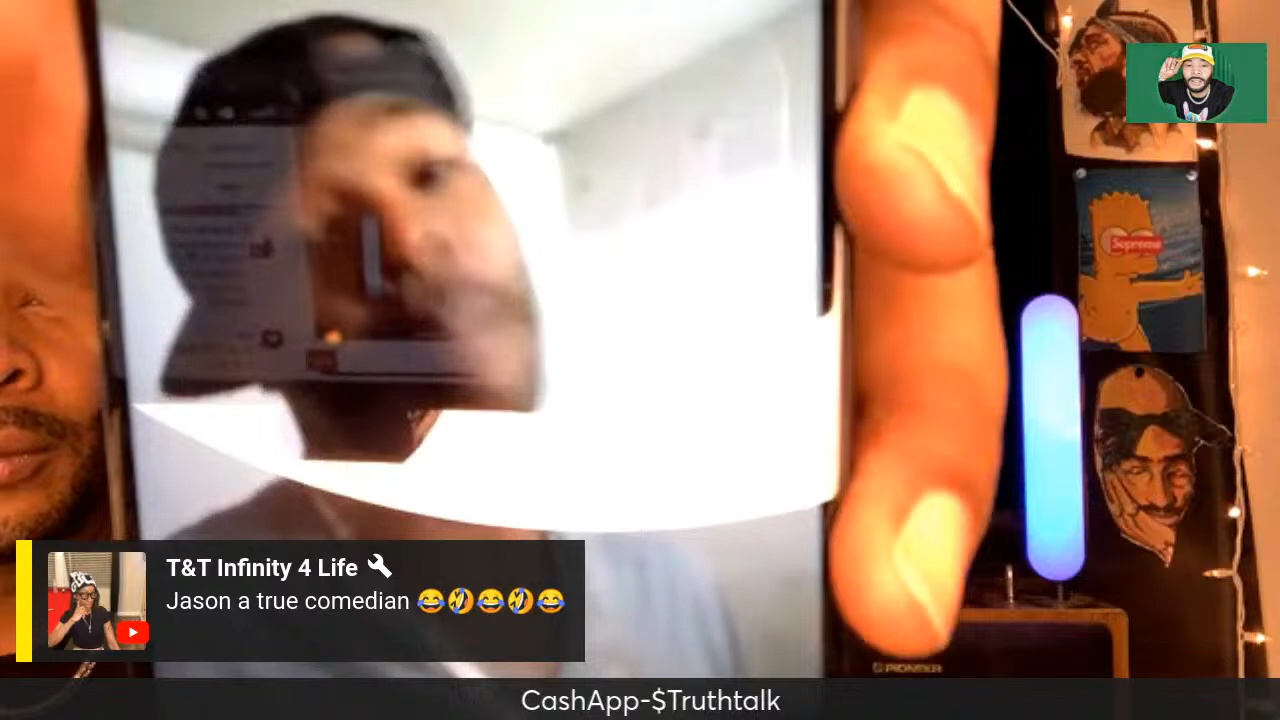 Supreme
T&T Infinity 4 Life
Jason a true comedian 😂🤣😂🤣😂
PIONEER
CashApp-$Truthtalk